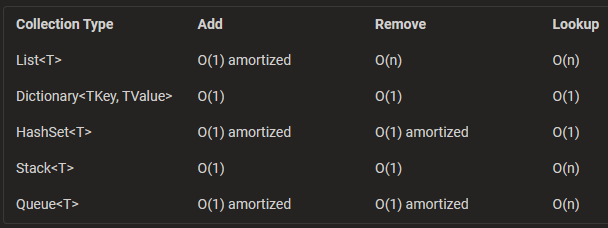 Collection Type Add Remove Lookup
List<T> O(1) amortized O(n) O(n)
Dictionary<TKey, TValue> O(1) O(1) O(1)
HashSet<T> O(1) amortized O(1) amortized O(1)
Stack<T> O(1) O(1) O(n)
Queue<T> O(1) amortized O(1) amortized O(n)